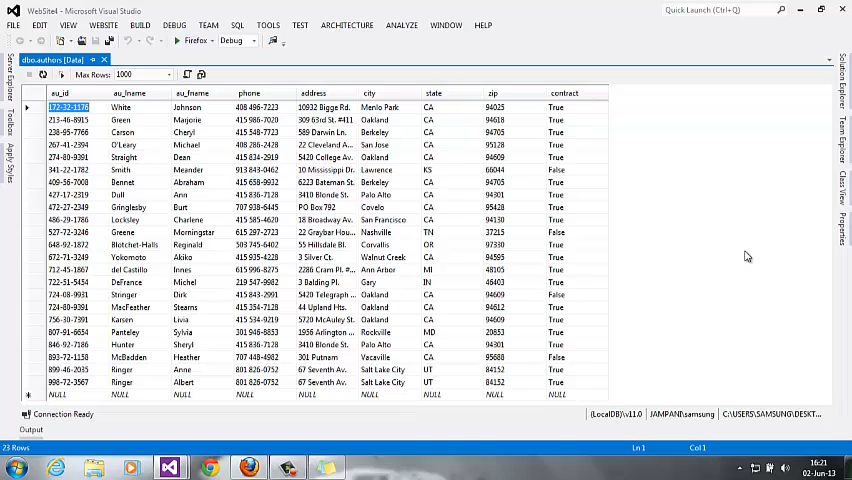 WebSite4 - Microsoft Visual Studio
Quick Launch (Ctrl+Q)
FILE EDIT VIEW WEBSITE BUILD DEBUG TEAM SQL TOOLS TEST ARCHITECTURE ANALYZE WINDOW HELP
Firefox Debug
dbo.authors [Data]
Max Rows: 1000
au_id au_lname au_fname phone address city state zip contract
172-32-1176 White Johnson 408 496-7223 10932 Bigge Rd. Menlo Park CA 94025 True
213-46-8915 Green Marjorie 415 986-7020 309 63rd St. #411 Oakland CA 94618 True
238-95-7766 Carson Cheryl 415 548-7723 589 Darwin Ln. Berkeley CA 94705 True
267-41-2394 O'Leary Michael 408 286-2428 22 Cleveland A... San Jose CA 95128 True
274-80-9391 Straight Dean 415 834-2919 5420 College Av. Oakland CA 94609 True
341-22-1782 Smith Meander 913 843-0462 10 Mississippi Dr. Lawrence KS 66044 False
409-56-7008 Bennet Abraham 415 658-9932 6223 Bateman St. Berkeley CA 94705 True
427-17-2319 Dull Ann 415 836-7128 3410 Blonde St. Palo Alto CA 94301 True
472-27-2349 Gringlesby Burt 707 938-6445 PO Box 792 Covelo CA 95428 True
486-29-1786 Locksley Charlene 415 585-4620 18 Broadway Av. San Francisco CA 94130 True
527-72-3246 Greene Morningstar 615 297-2723 22 Graybar Hou... Nashville TN 37215 False
648-92-1872 Blotchet-Halls Reginald 503 745-6402 55 Hillsdale Bl. Corvallis OR 97330 True
672-71-3249 Yokomoto Akiko 415 935-4228 3 Silver Ct. Walnut Creek CA 94595 True
712-45-1867 del Castillo Innes 615 996-8275 2286 Cram Pl. #... Ann Arbor MI 48105 True
722-51-5454 DeFrance Michel 219 547-9982 3 Balding Pl. Gary IN 46403 True
724-08-9931 Stringer Dirk 415 843-2991 5420 Telegraph ... Oakland CA 94609 False
724-80-9391 MacFeather Stearns 415 354-7128 44 Upland Hts. Oakland CA 94612 True
756-30-7391 Karsen Livia 415 534-9219 5720 McAuley St. Oakland CA 94609 True
807-91-6654 Panteley Sylvia 301 946-8853 1956 Arlington ... Rockville MD 20853 True
846-92-7186 Hunter Sheryl 415 836-7128 3410 Blonde St. Palo Alto CA 94301 True
893-72-1158 McBadden Heather 707 448-4982 301 Putnam Vacaville CA 95688 False
899-46-2035 Ringer Anne 801 826-0752 67 Seventh Av. Salt Lake City UT 84152 True
998-72-3567 Ringer Albert 801 826-0752 67 Seventh Av. Salt Lake City UT 84152 True
NULL NULL NULL NULL NULL NULL NULL NULL NULL
Connection Ready (LocalDB)\v11.0 JAMPANI\samsung C:\USERS\SAMSUNG\DESKT...
Output
23 Rows Ln 1 Col 1
Server Explorer
Toolbox
Apply Styles
Solution Explorer
Team Explorer
Class View
Properties
16:21
02-Jun-13